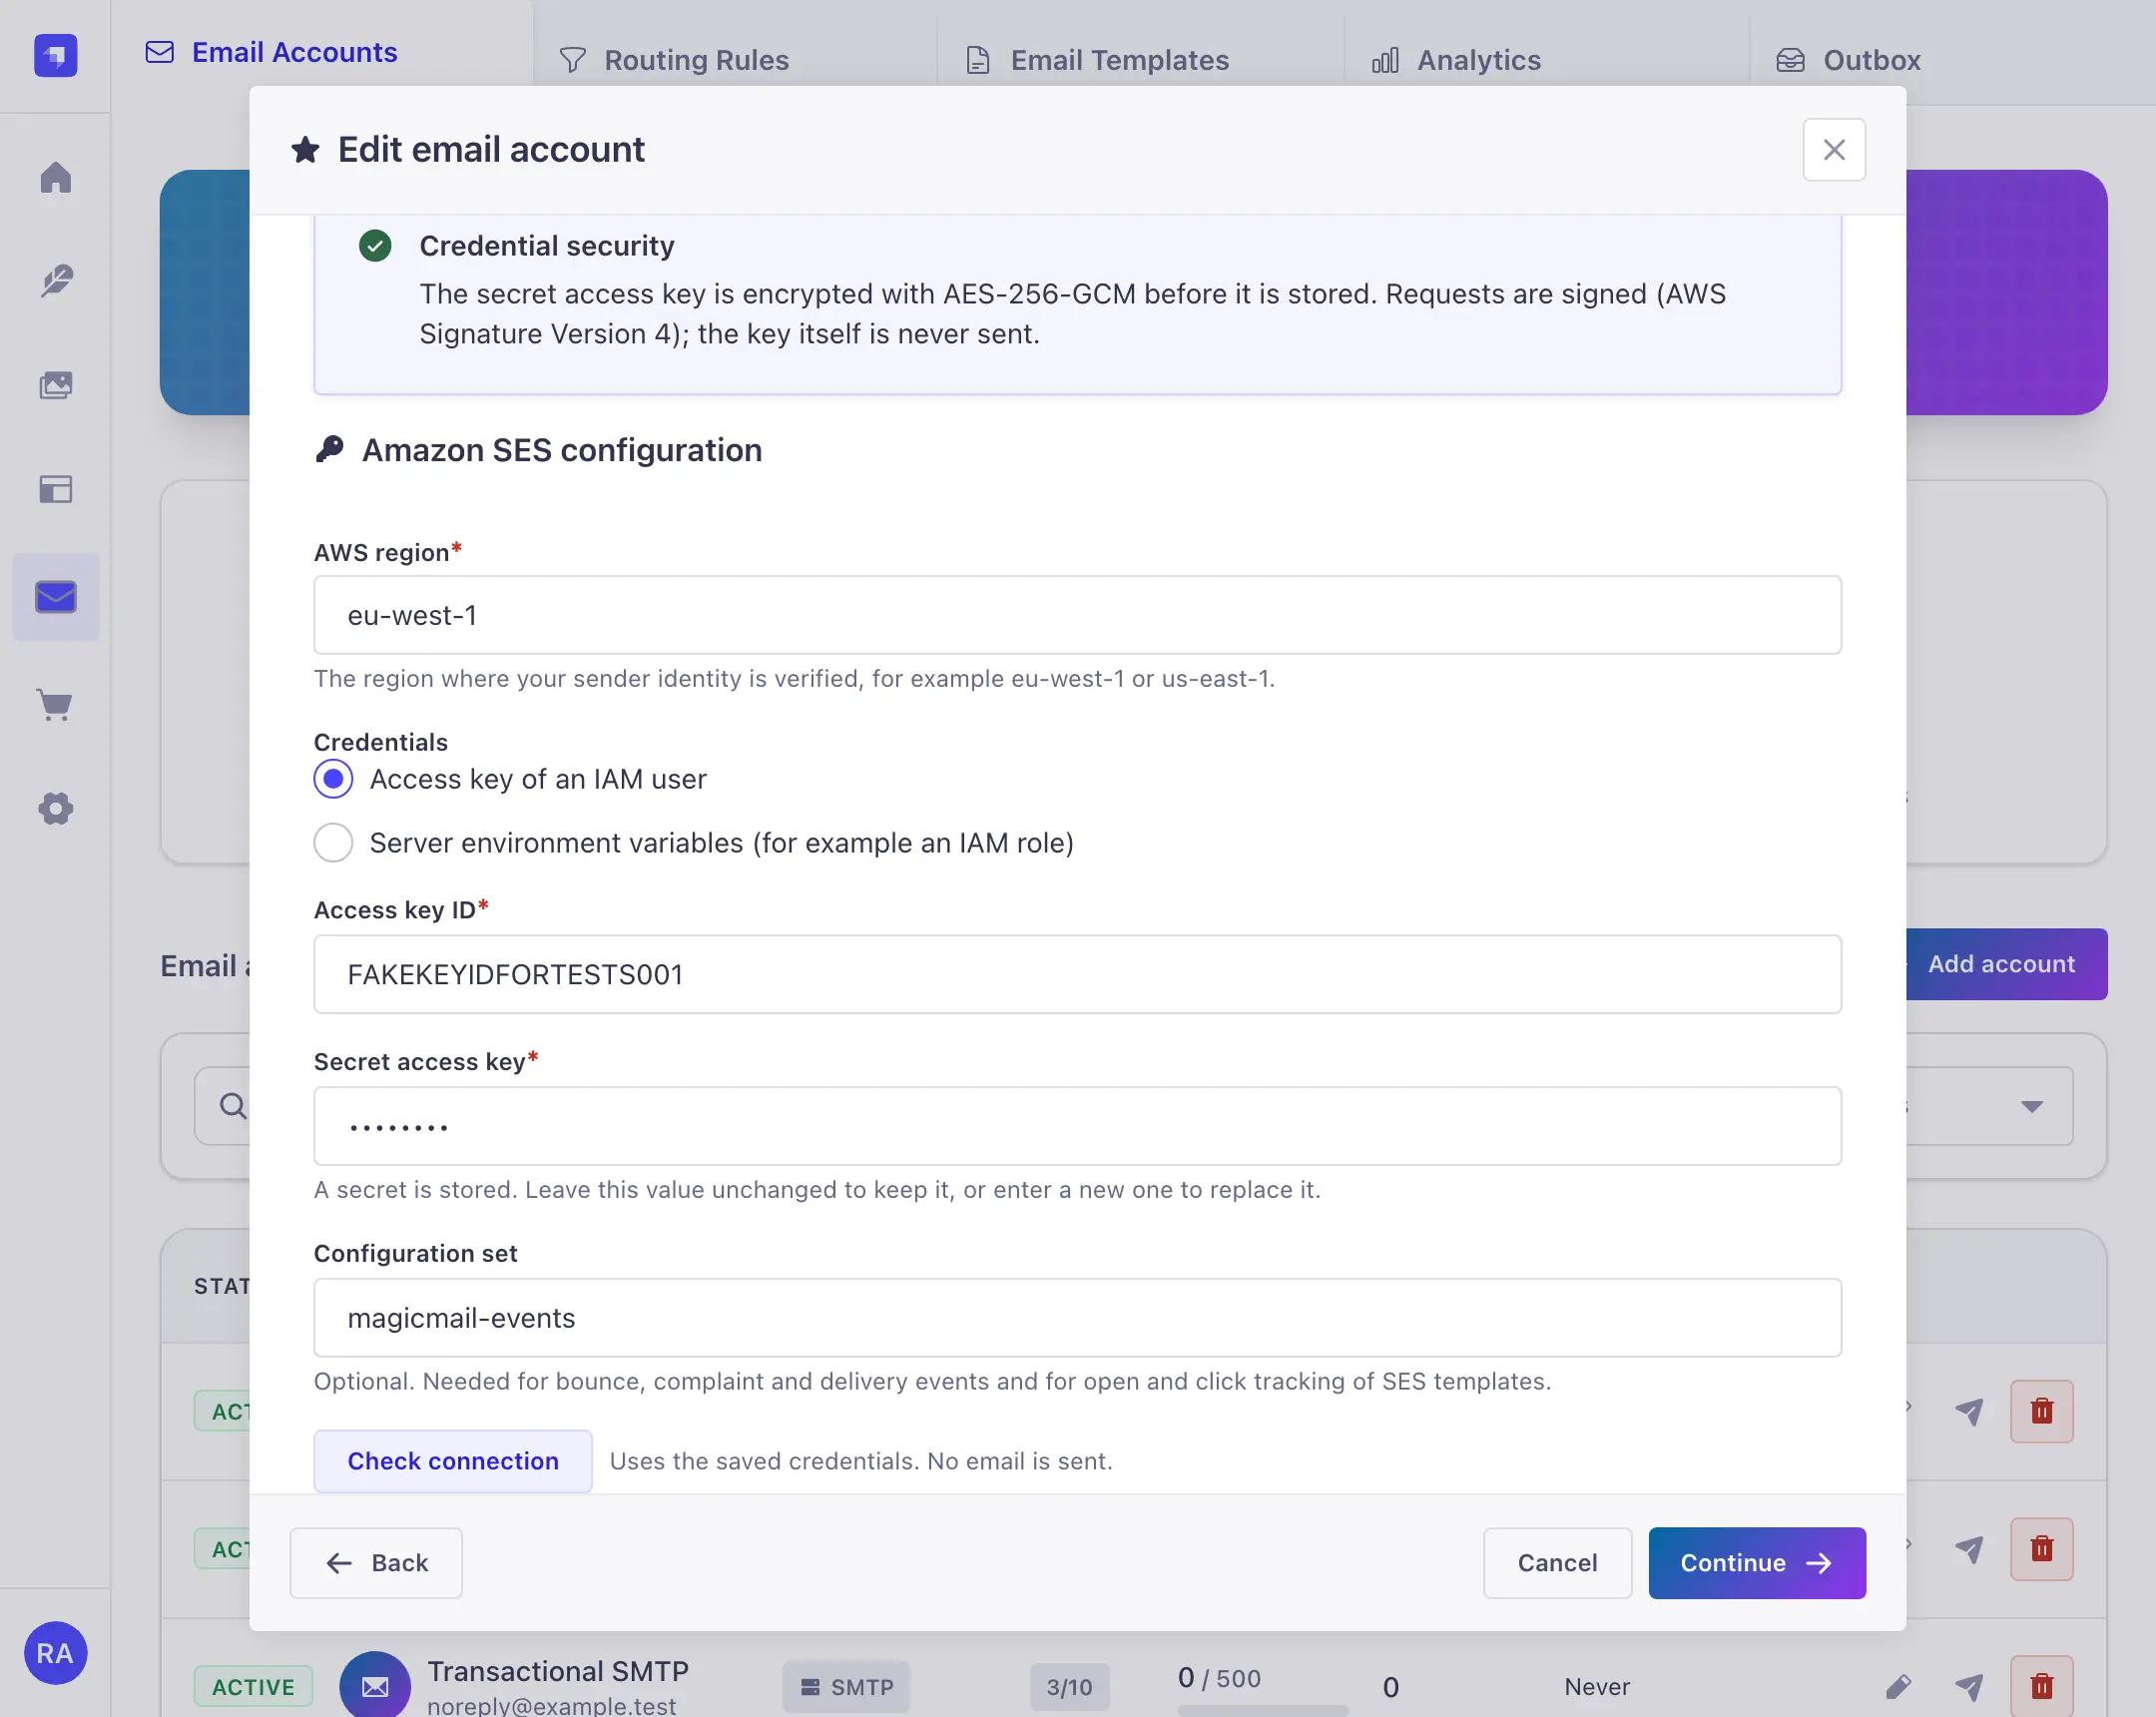 Email Accounts
Routing Rules
Email Templates
Analytics
Outbox
Edit email account
Credential security
The secret access key is encrypted with AES-256-GCM before it is stored. Requests are signed (AWS
Signature Version 4); the key itself is never sent.
Amazon SES configuration
AWS region*
eu-west-1
The region where your sender identity is verified, for example eu-west-1 or us-east-1.
Credentials
Access key of an IAM user
Server environment variables (for example an IAM role)
Access key ID*
FAKEKEYIDFORTESTS001
Email
Add account
Secret access key*
••••••••
A secret is stored. Leave this value unchanged to keep it, or enter a new one to replace it.
Configuration set
magicmail-events
Optional. Needed for bounce, complaint and delivery events and for open and click tracking of SES templates.
Check connection
Uses the saved credentials. No email is sent.
Back
Cancel
Continue
RA
ACTIVE
Transactional SMTP
noreply@example.test
SMTP
3/10
0 / 500
0
Never